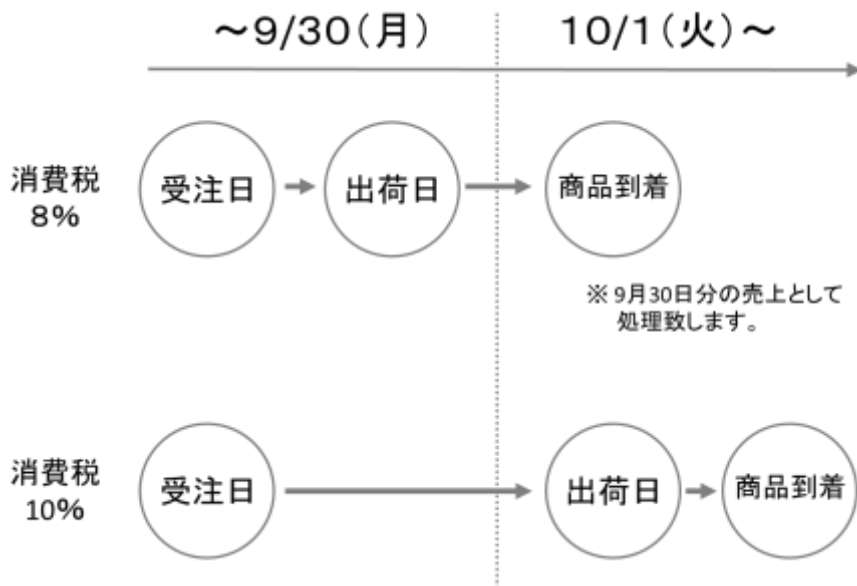 ～9/30（月）
10/1（火）～
消費税
8%
受注日
出荷日
商品到着
※ 9月30日分の売上として
処理致します。
消費税
10%
受注日
出荷日
商品到着